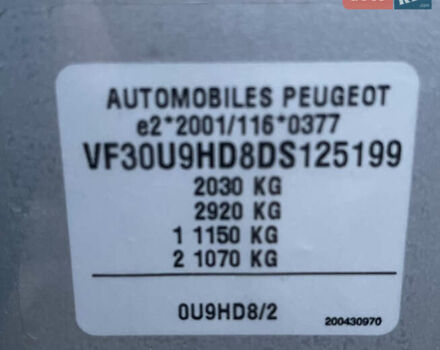 AUTOMOBILES PEUGEOT
e2*2001/116*0377
VF30U9HD8DS125199
2030 KG
2920 KG
1 1150 KG
2 1070 KG
0U9HD8/2
200430970